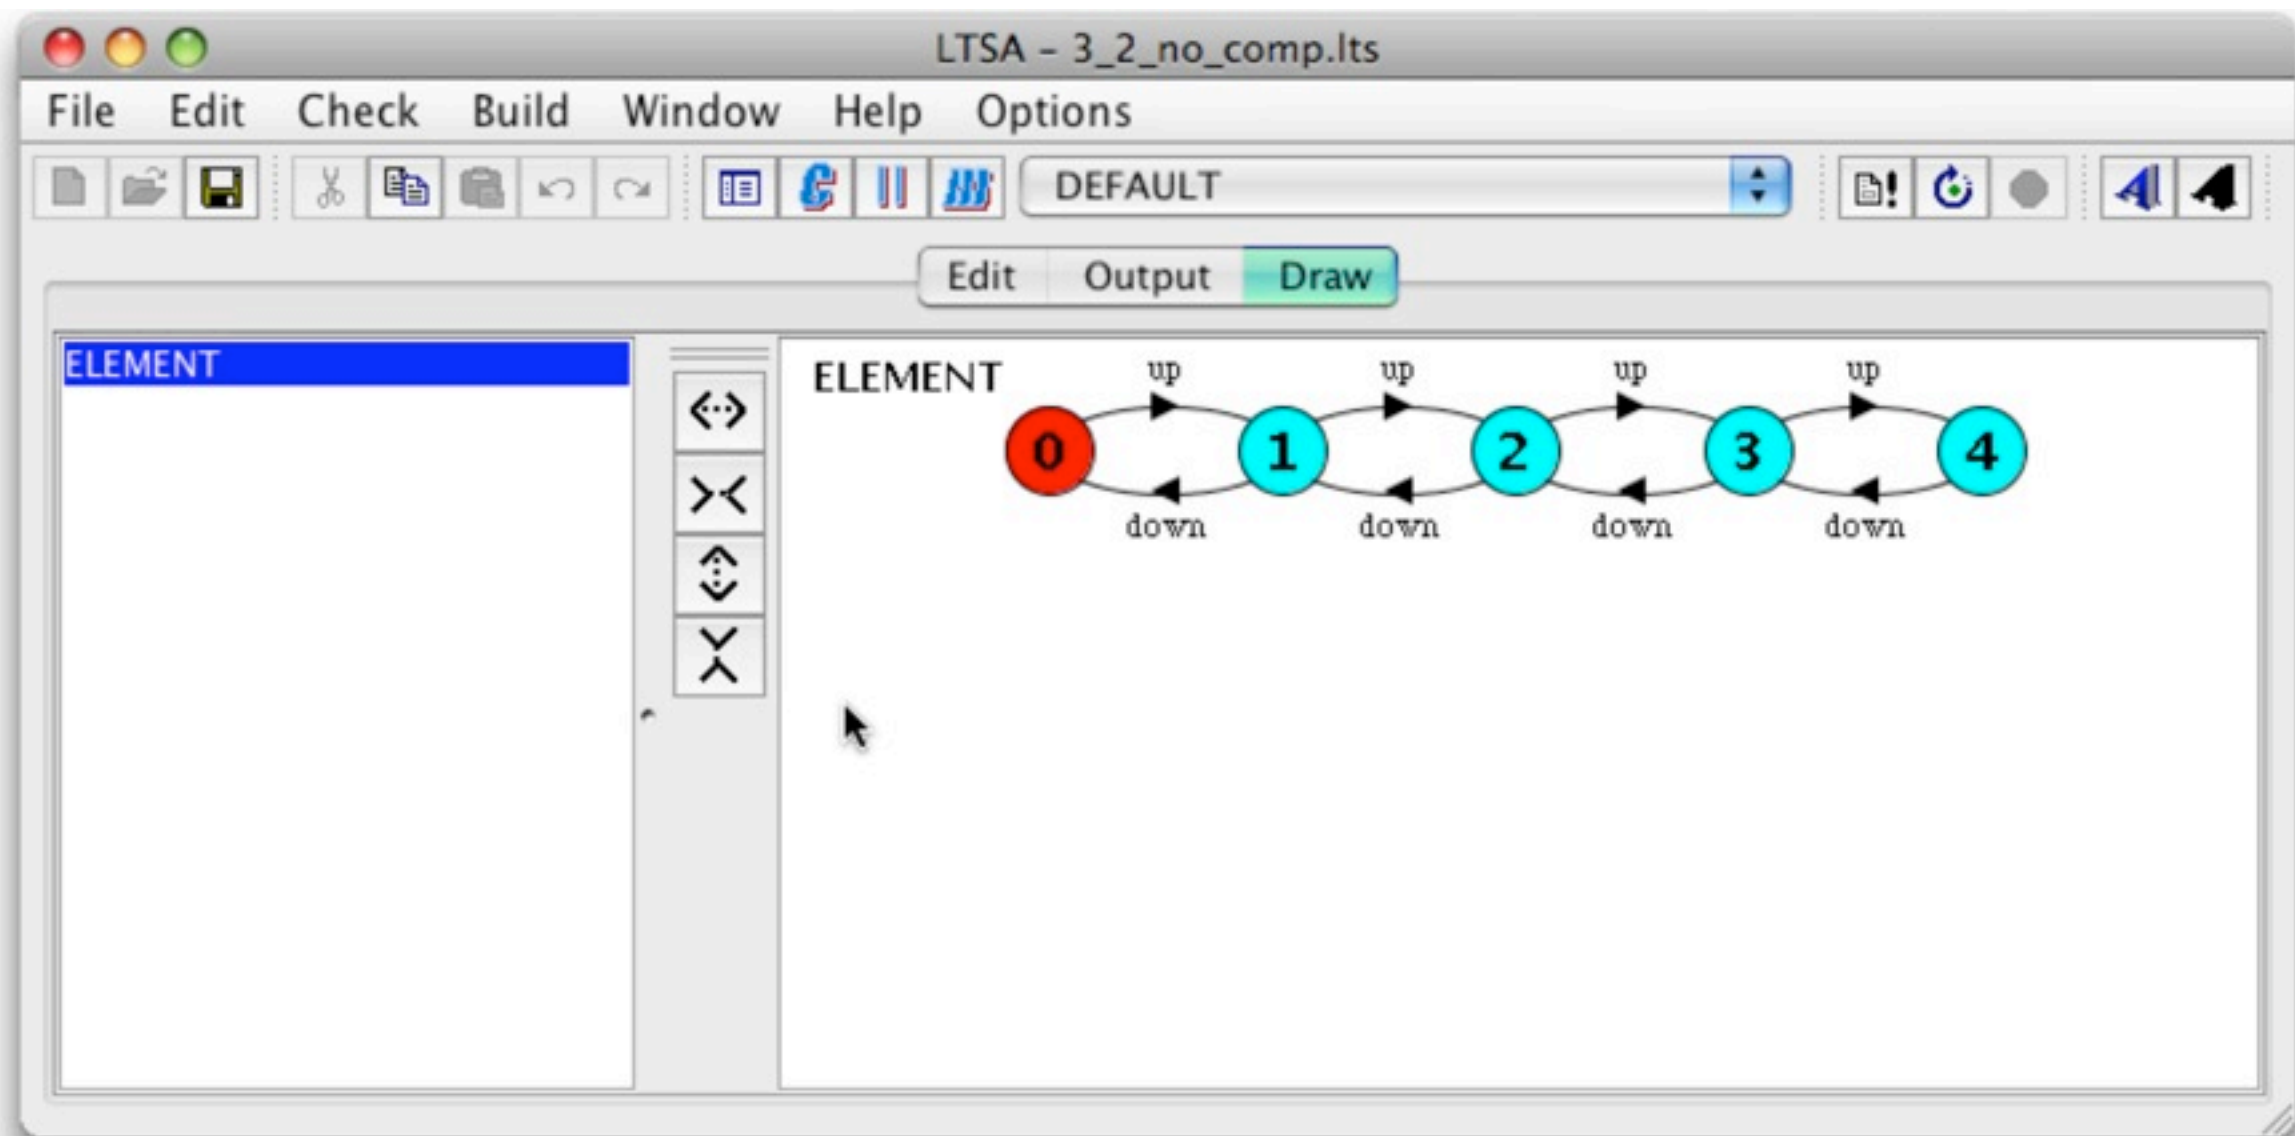 LTSA - 3_2_no_comp.lts
File Edit Check Build Window Help Options
DEFAULT
Edit Output Draw
ELEMENT
ELEMENT
up up up up
0 1 2 3 4
down down down down